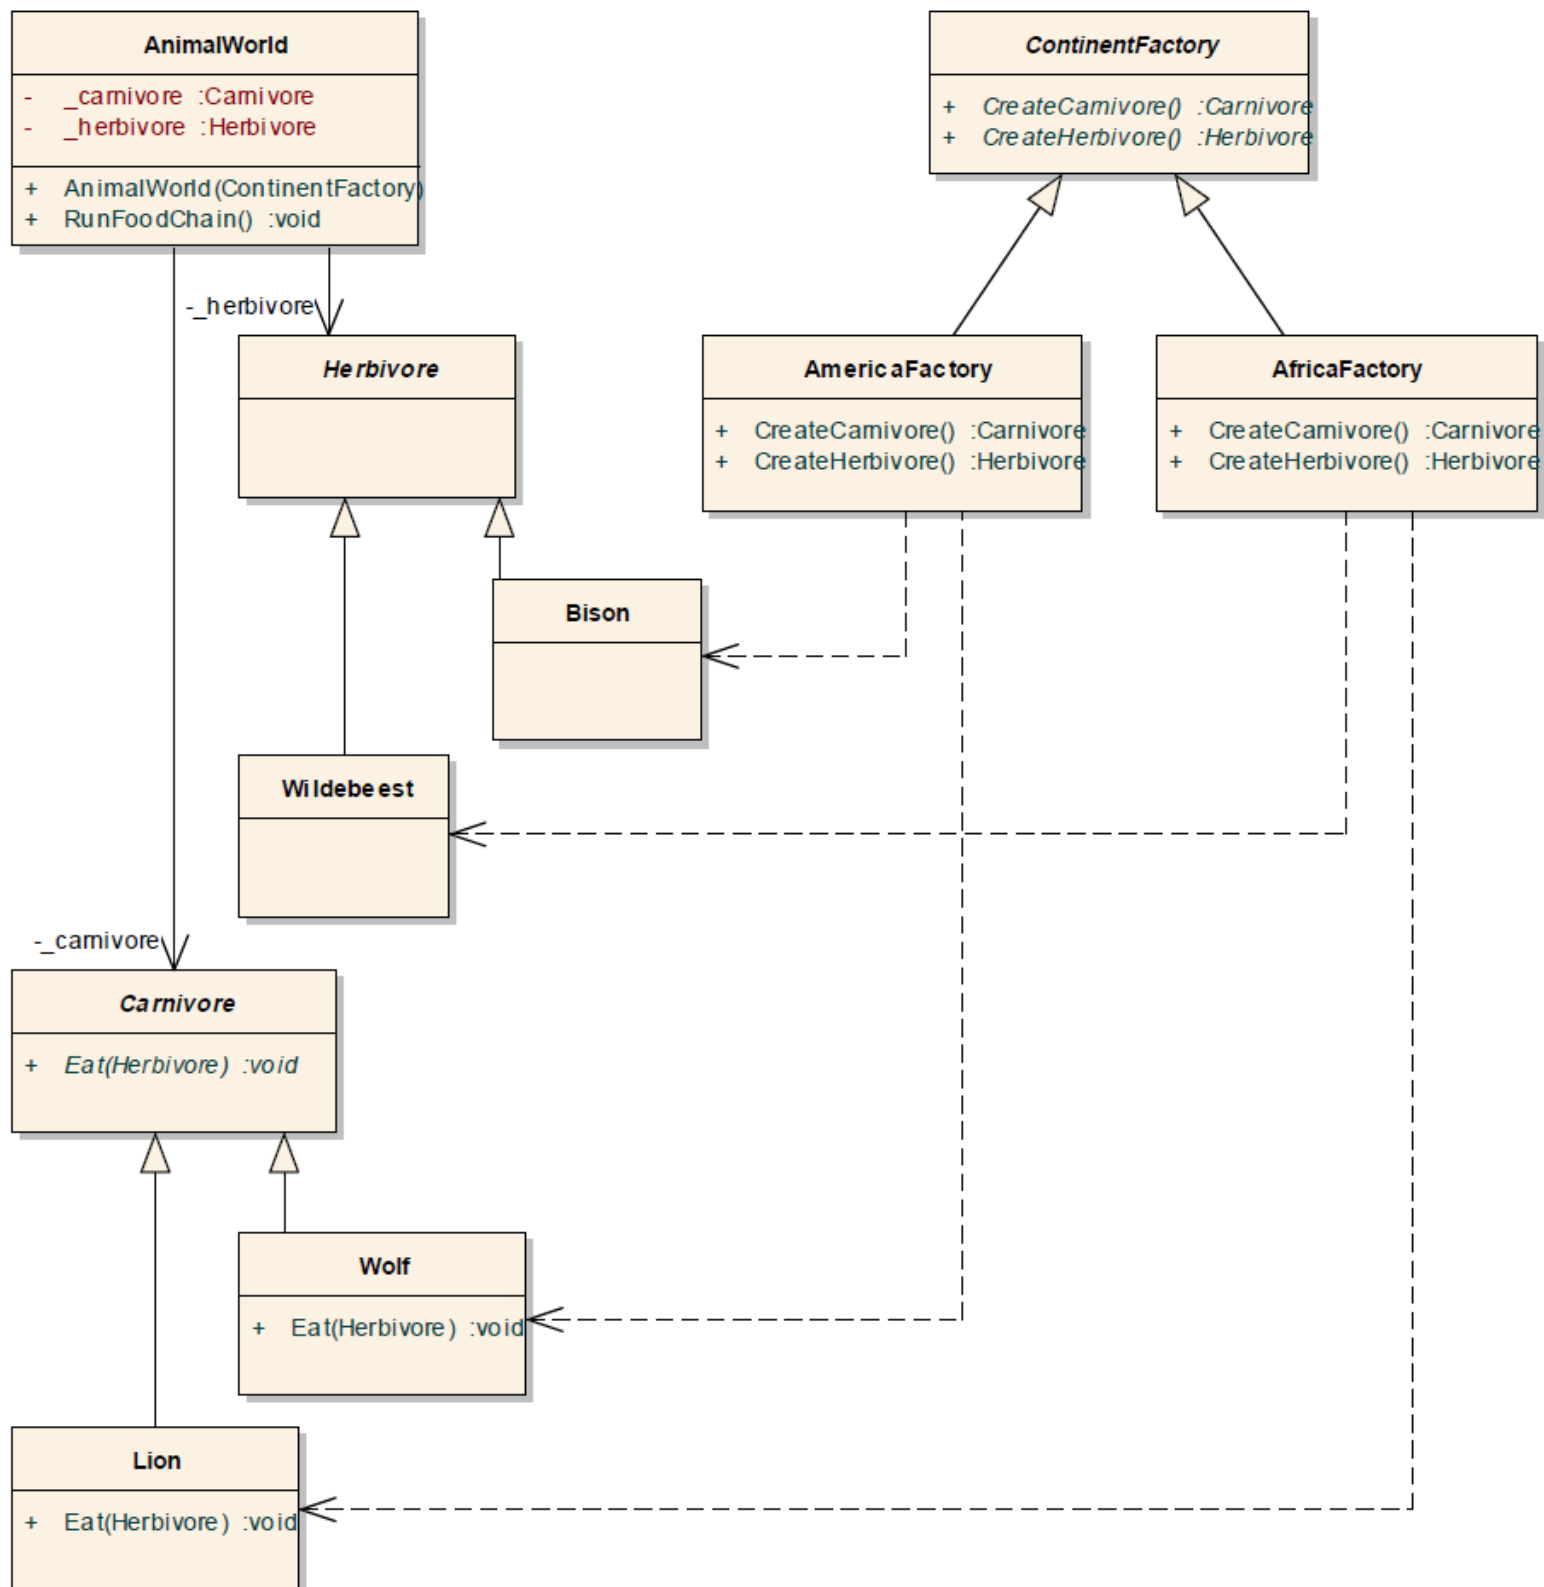 AnimalWorld
- _carnivore :Carnivore
- _herbivore :Herbivore
+ AnimalWorld(ContinentFactory)
+ RunFoodChain() :void
ContinentFactory
+ CreateCarnivore() :Carnivore
+ CreateHerbivore() :Herbivore
-_herbivore
Herbivore
AmericaFactory
+ CreateCarnivore() :Carnivore
+ CreateHerbivore() :Herbivore
AfricaFactory
+ CreateCarnivore() :Carnivore
+ CreateHerbivore() :Herbivore
Bison
Wildebeest
-_carnivore
Carnivore
+ Eat(Herbivore) :void
Wolf
+ Eat(Herbivore) :void
Lion
+ Eat(Herbivore) :void